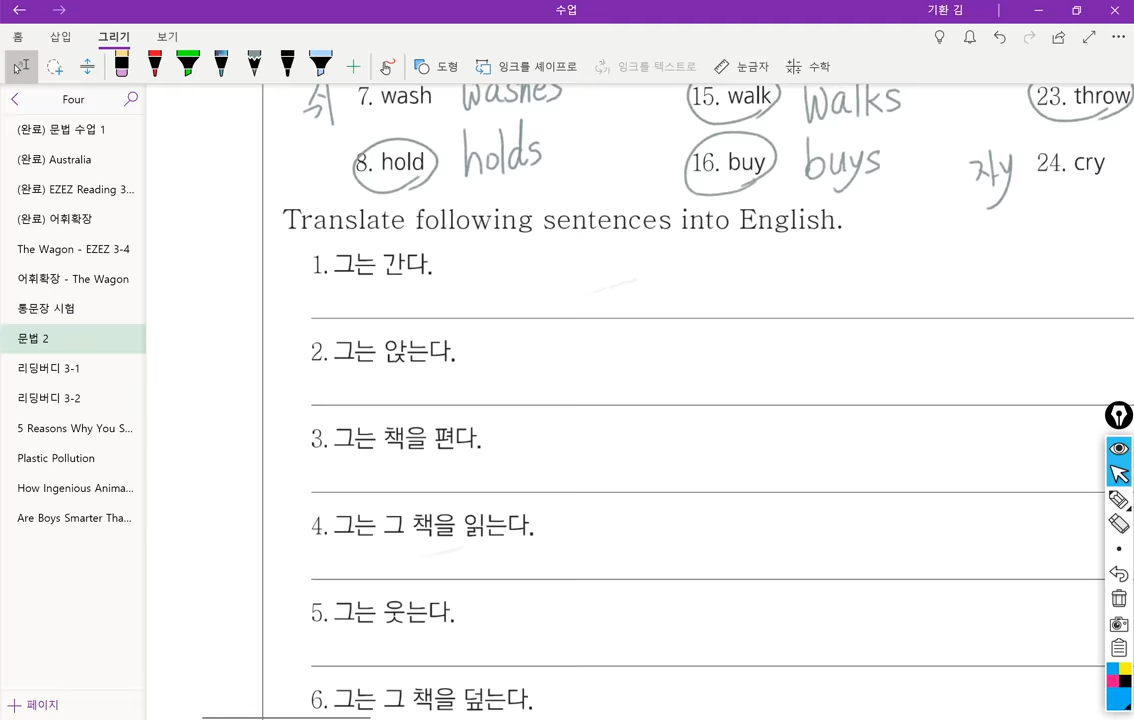 수업
기환 김
홈 삽입 그리기 보기
도형 잉크를 셰이프로 잉크를 텍스트로 눈금자 수학
Four
(완료) 문법 수업 1
(완료) Australia
(완료) EZEZ Reading 3...
(완료) 어휘확장
The Wagon - EZEZ 3-4
어휘확장 - The Wagon
통문장 시험
문법 2
리딩버디 3-1
리딩버디 3-2
5 Reasons Why You S...
Plastic Pollution
How Ingenious Anima...
Are Boys Smarter Tha...
페이지
7. wash washes 15. walk walks 23. throw
8. hold holds 16. buy buys 자y 24. cry
Translate following sentences into English.
1. 그는 간다.
2. 그는 앉는다.
3. 그는 책을 편다.
4. 그는 그 책을 읽는다.
5. 그는 웃는다.
6. 그는 그 책을 덮는다.